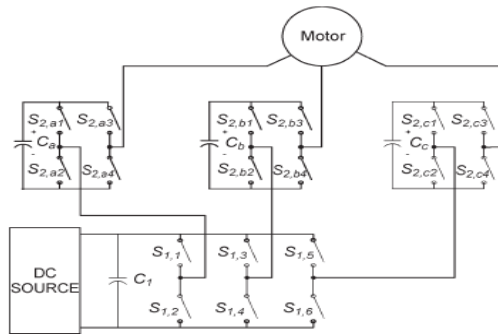 Motor
S2,a1 S2,a3
+ Ca -
S2,a2 S2,a4
S2,b1 S2,b3
+ Cb -
S2,b2 S2,b4
S2,c1 S2,c3
+ Cc -
S2,c2 S2,c4
DC
SOURCE
C1
S1,1 S1,3 S1,5
S1,2 S1,4 S1,6